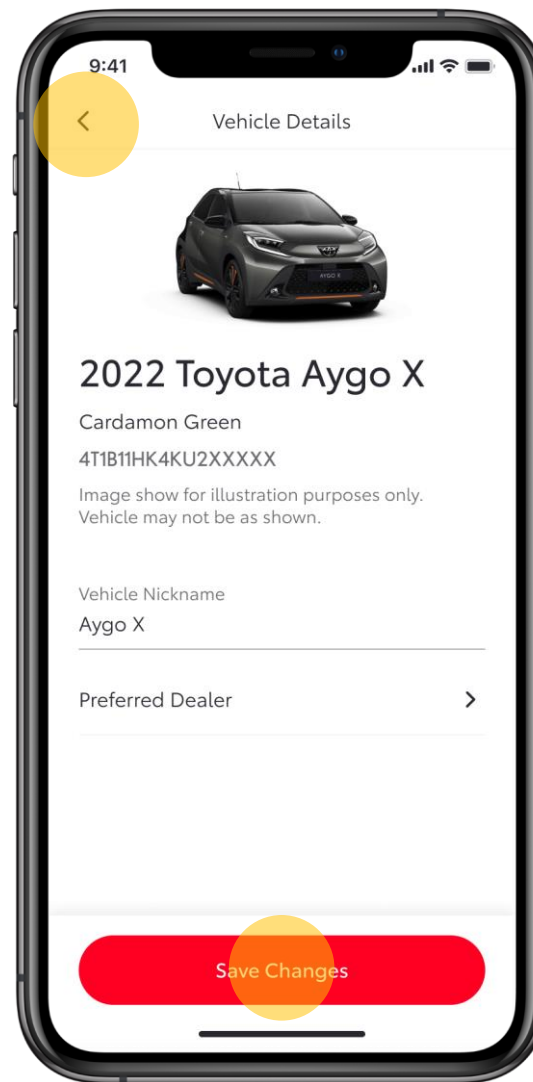 9:41
Vehicle Details
AYGO X
2022 Toyota Aygo X
Cardamon Green
4T1B11HK4KU2XXXXX
Image show for illustration purposes only.
Vehicle may not be as shown.
Vehicle Nickname
Aygo X
Preferred Dealer
Save Changes